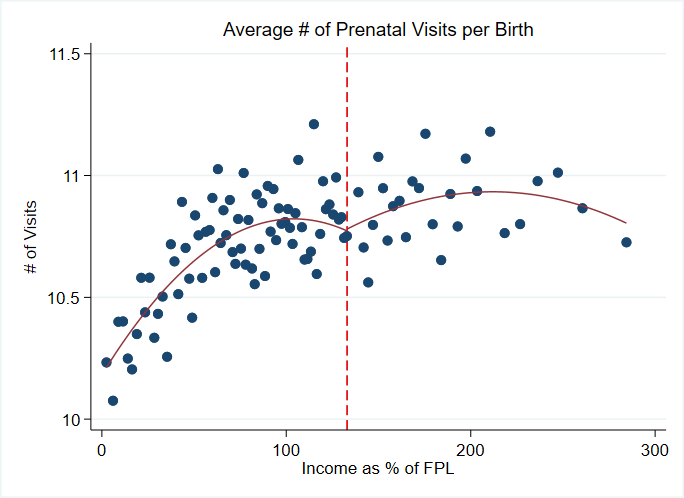 Average # of Prenatal Visits per Birth
11.5
11
10.5
10
# of Visits
0
100
200
300
Income as % of FPL